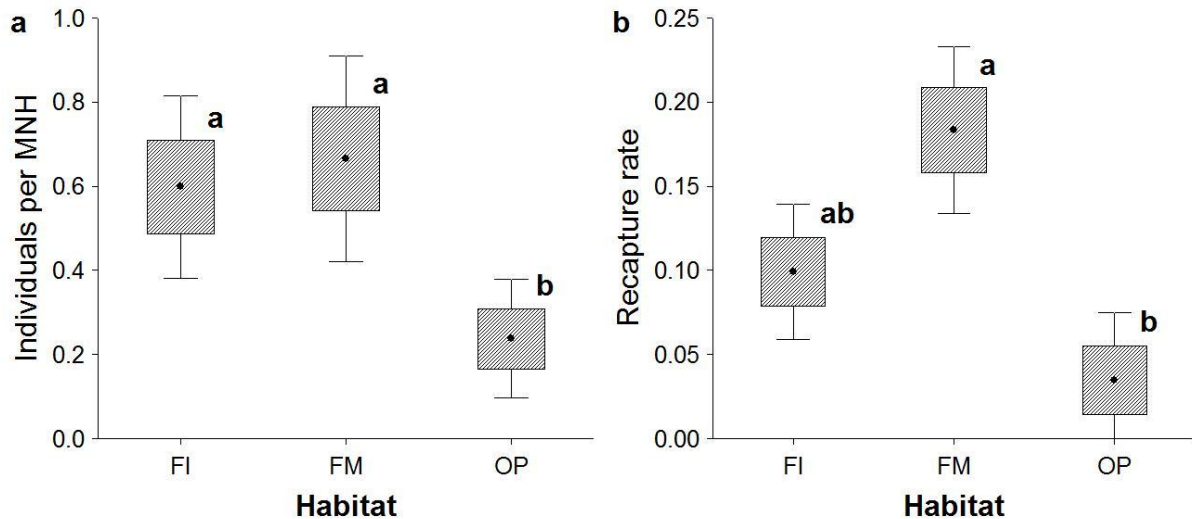 a
Individuals per MNH
1.0
0.8
0.6
0.4
0.2
0.0
a
a
b
FI FM OP
Habitat
b
Recapture rate
0.25
0.20
0.15
0.10
0.05
0.00
ab
a
b
FI FM OP
Habitat